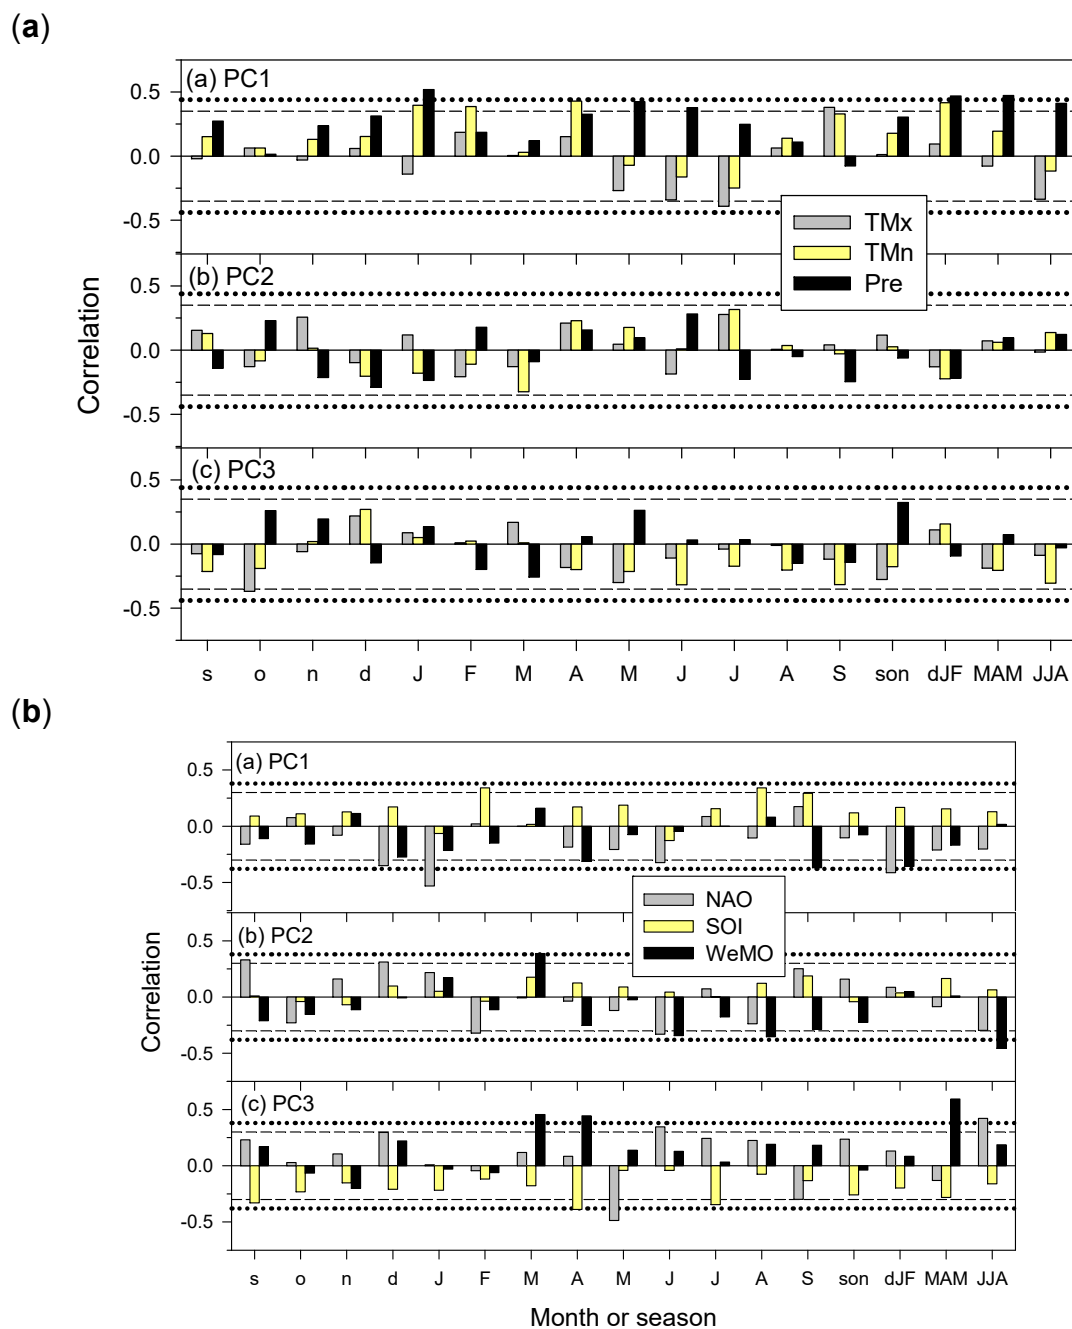 (a)
(a) PC1
0.5
0.0
-0.5
TMx
TMn
Pre
(b) PC2
0.5
0.0
-0.5
Correlation
(c) PC3
0.5
0.0
-0.5
s o n d J F M A M J J A S son dJF MAM JJA
(b)
(a) PC1
0.5
0.0
-0.5
NAO
SOI
WeMO
(b) PC2
0.5
0.0
-0.5
Correlation
(c) PC3
0.5
0.0
-0.5
s o n d J F M A M J J A S son dJF MAM JJA
Month or season